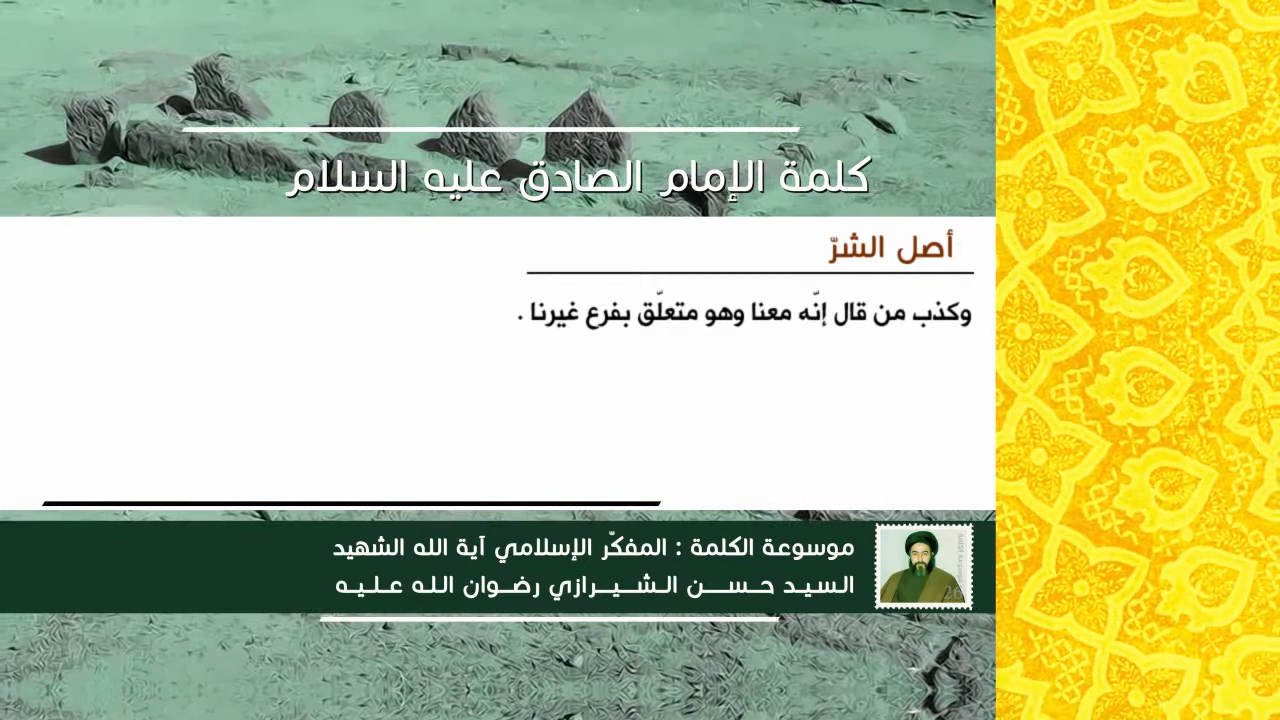 كلمة الإمام الصادق عليه السلام
أصل الشرّ
وكذب من قال إنّه معنا وهو متعلّق بفرع غيرنا .
موسوعة الكلمة : المفكّر الإسلامي آية الله الشهيد
السيد حسن الشيرازي رضوان الله عليه
26